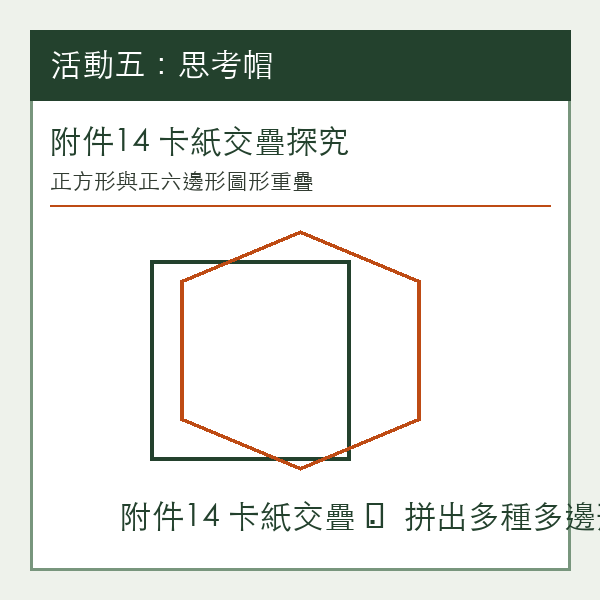 活動五：思考帽
附件14 卡紙交疊探究
正方形與正六邊形圖形重疊
附件14 卡紙交疊 拼出多種多邊